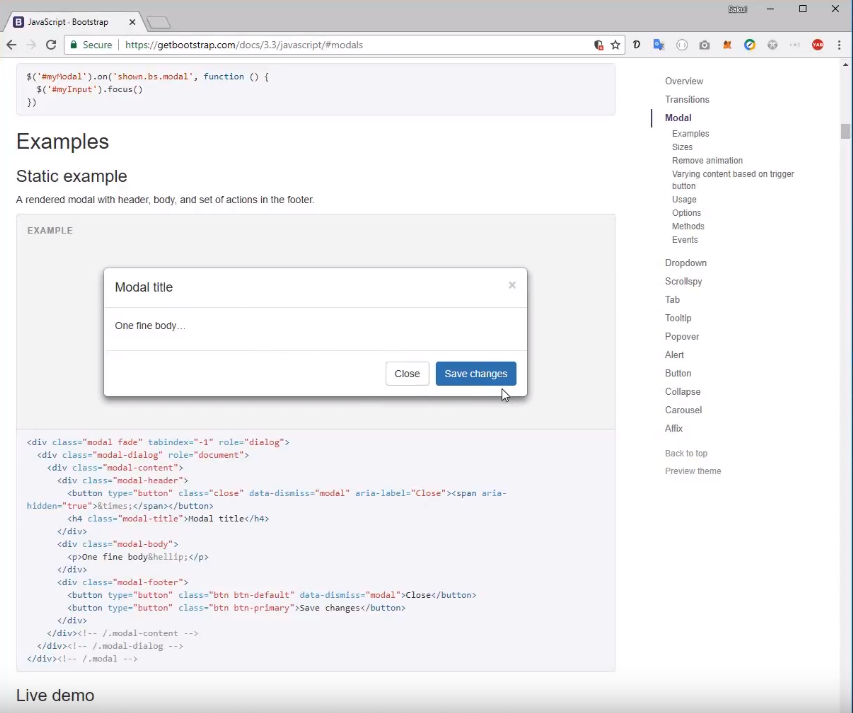 JavaScript · Bootstrap
Secure
https://getbootstrap.com/docs/3.3/javascript/#modals
$('#myModal').on('shown.bs.modal', function () {
$('#myInput').focus()
})
Examples
Static example
A rendered modal with header, body, and set of actions in the footer.
EXAMPLE
Modal title
×
One fine body…
Close
Save changes
<div class="modal fade" tabindex="-1" role="dialog">
<div class="modal-dialog" role="document">
<div class="modal-content">
<div class="modal-header">
<button type="button" class="close" data-dismiss="modal" aria-label="Close"><span aria-
hidden="true">&times;</span></button>
<h4 class="modal-title">Modal title</h4>
</div>
<div class="modal-body">
<p>One fine body&hellip;</p>
</div>
<div class="modal-footer">
<button type="button" class="btn btn-default" data-dismiss="modal">Close</button>
<button type="button" class="btn btn-primary">Save changes</button>
</div>
</div><!-- /.modal-content -->
</div><!-- /.modal-dialog -->
</div><!-- /.modal -->
Live demo
Overview
Transitions
Modal
Examples
Sizes
Remove animation
Varying content based on trigger
button
Usage
Options
Methods
Events
Dropdown
Scrollspy
Tab
Tooltip
Popover
Alert
Button
Collapse
Carousel
Affix
Back to top
Preview theme